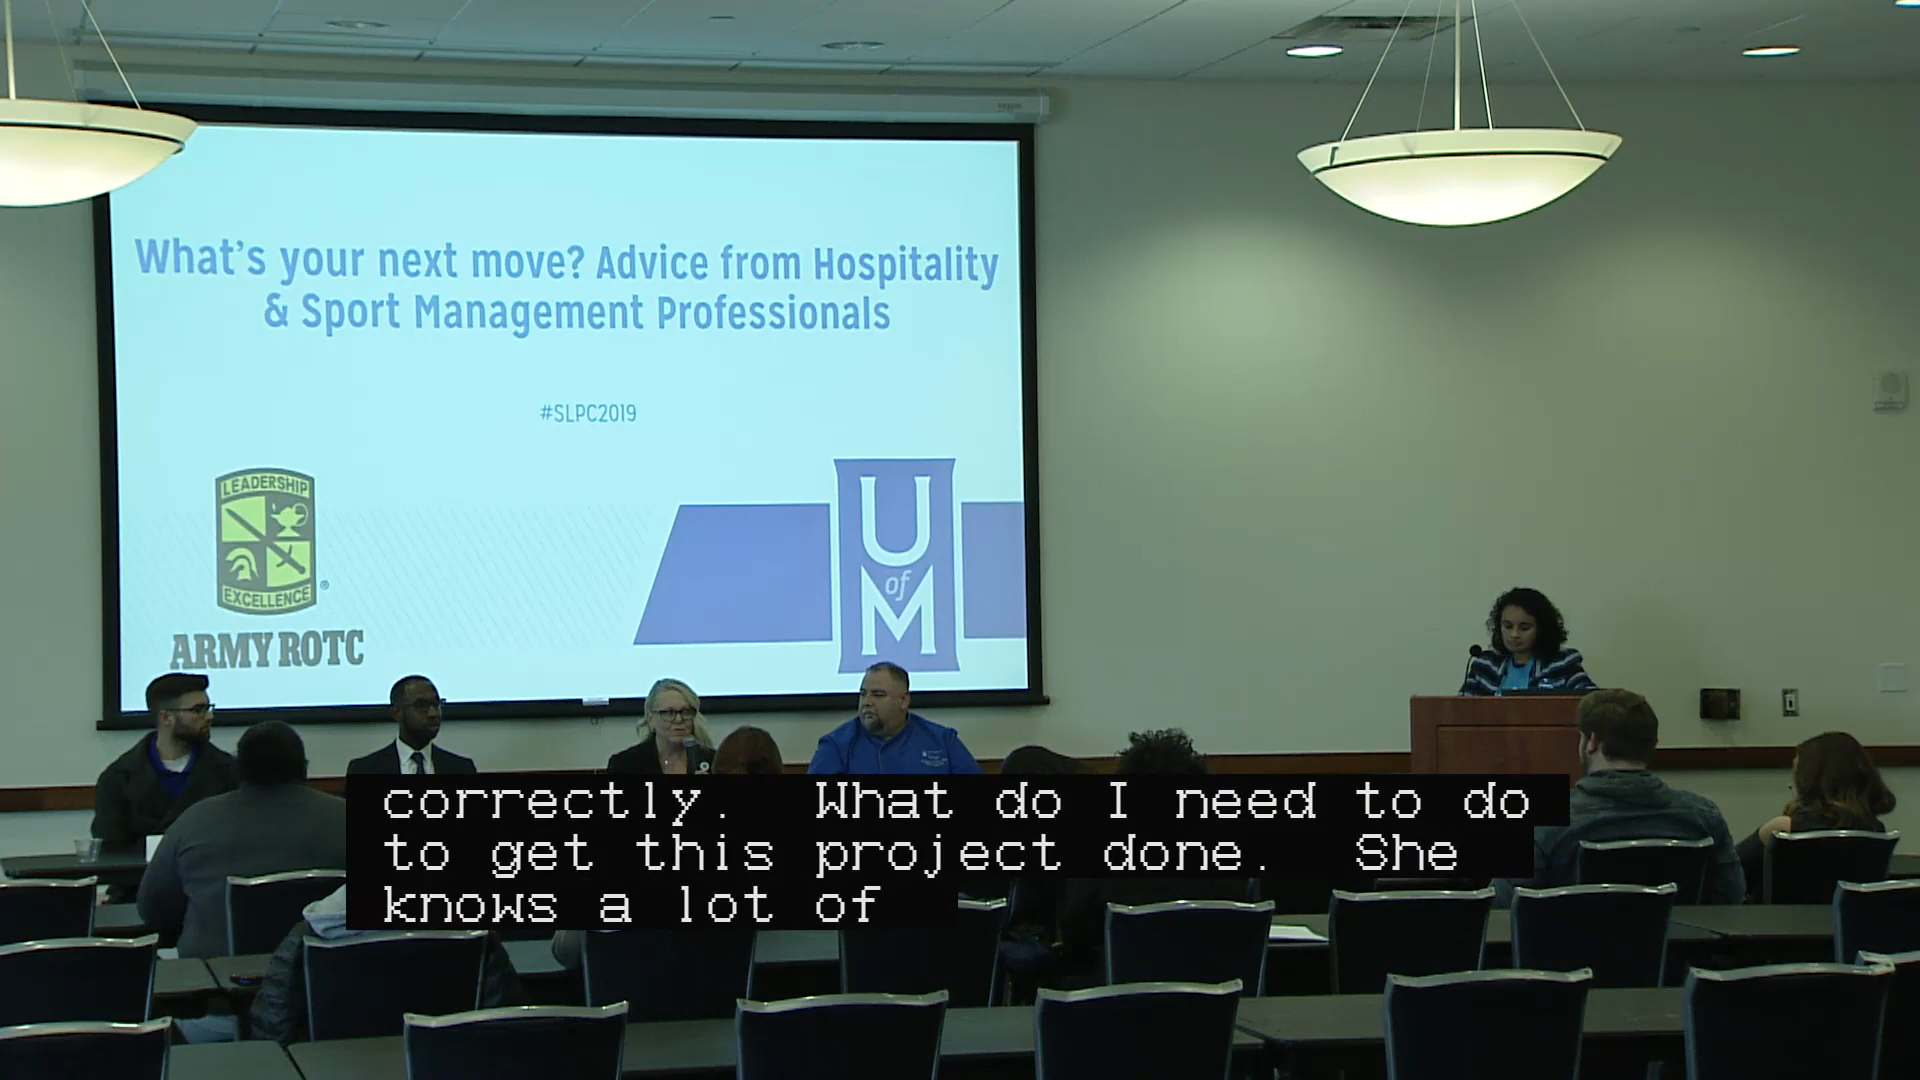 What's your next move? Advice from Hospitality
& Sport Management Professionals
#SLPC2019
LEADERSHIP
EXCELLENCE
®
ARMY ROTC
U
of
M
correctly.  What do I need to do
to get this project done.  She
knows a lot of